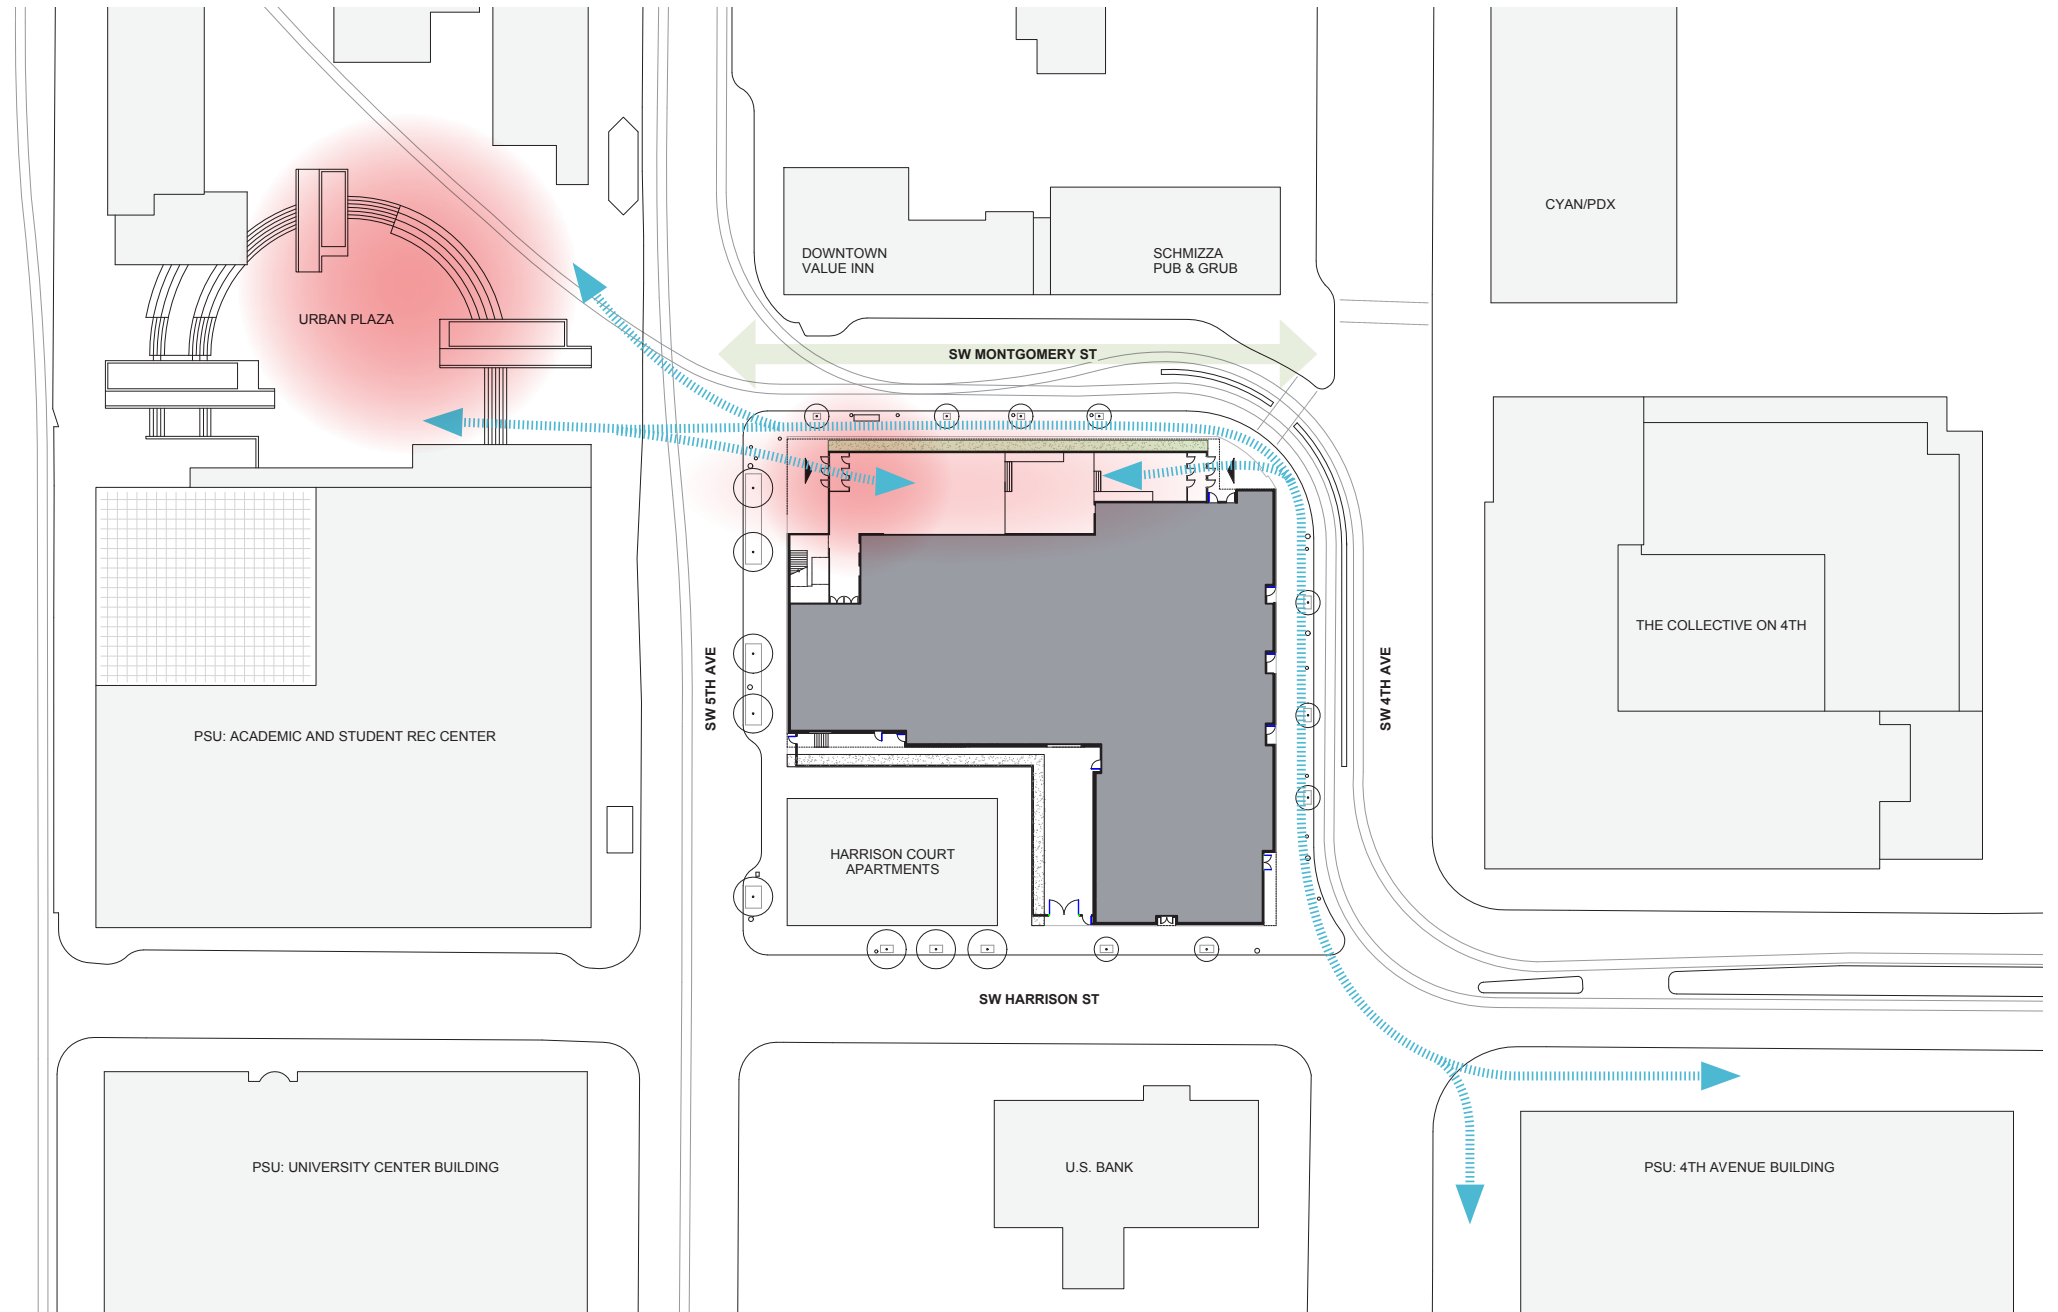 CYAN/PDX
DOWNTOWN
VALUE INN
SCHMIZZA
PUB & GRUB
URBAN PLAZA
SW MONTGOMERY ST
THE COLLECTIVE ON 4TH
SW 5TH AVE
SW 4TH AVE
PSU: ACADEMIC AND STUDENT REC CENTER
HARRISON COURT
APARTMENTS
SW HARRISON ST
PSU: UNIVERSITY CENTER BUILDING
U.S. BANK
PSU: 4TH AVENUE BUILDING